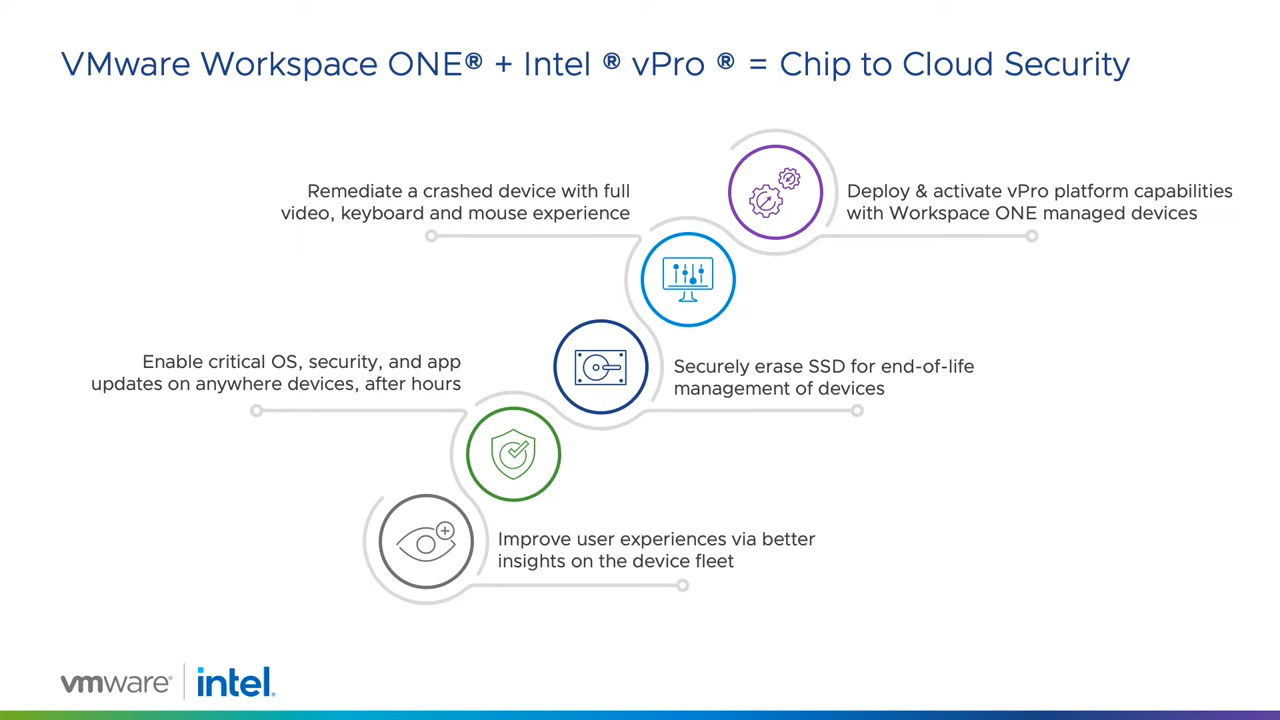 VMware Workspace ONE® + Intel ® vPro ® = Chip to Cloud Security
Remediate a crashed device with full
video, keyboard and mouse experience
Deploy & activate vPro platform capabilities
with Workspace ONE managed devices
Enable critical OS, security, and app
updates on anywhere devices, after hours
Securely erase SSD for end-of-life
management of devices
Improve user experiences via better
insights on the device fleet
vmware® intel®